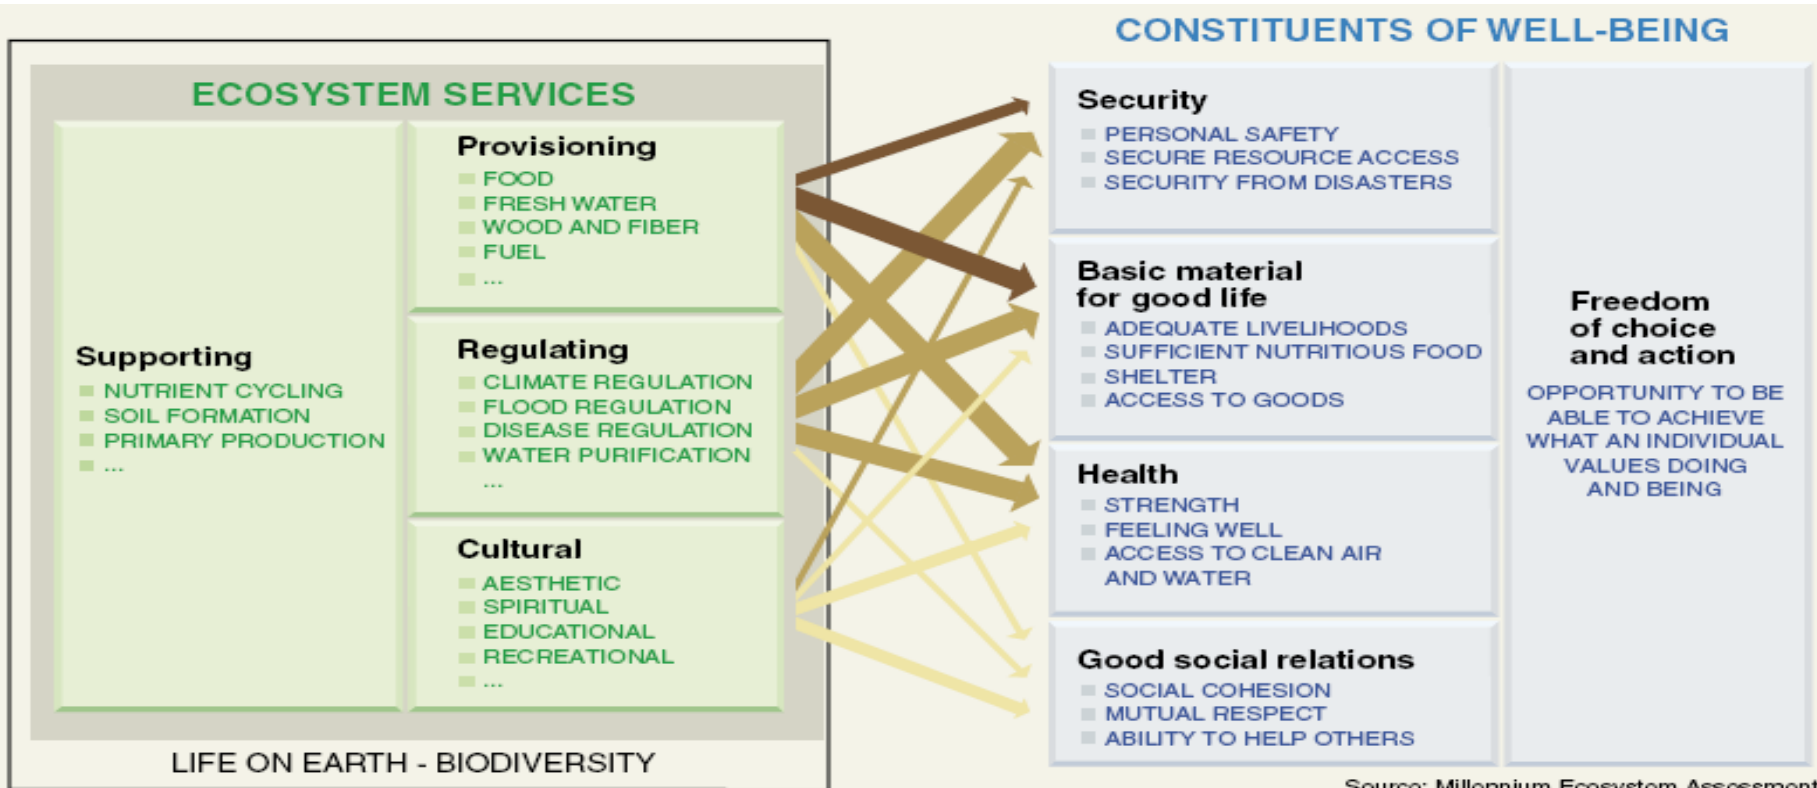 CONSTITUENTS OF WELL-BEING
ECOSYSTEM SERVICES
Supporting
NUTRIENT CYCLING
SOIL FORMATION
PRIMARY PRODUCTION
...
Provisioning
FOOD
FRESH WATER
WOOD AND FIBER
FUEL
...
Regulating
CLIMATE REGULATION
FLOOD REGULATION
DISEASE REGULATION
WATER PURIFICATION
...
Cultural
AESTHETIC
SPIRITUAL
EDUCATIONAL
RECREATIONAL
...
LIFE ON EARTH - BIODIVERSITY
Security
PERSONAL SAFETY
SECURE RESOURCE ACCESS
SECURITY FROM DISASTERS
Basic material
for good life
ADEQUATE LIVELIHOODS
SUFFICIENT NUTRITIOUS FOOD
SHELTER
ACCESS TO GOODS
Health
STRENGTH
FEELING WELL
ACCESS TO CLEAN AIR
AND WATER
Good social relations
SOCIAL COHESION
MUTUAL RESPECT
ABILITY TO HELP OTHERS
Freedom
of choice
and action
OPPORTUNITY TO BE
ABLE TO ACHIEVE
WHAT AN INDIVIDUAL
VALUES DOING
AND BEING
Source: Millennium Ecosystem Assessment